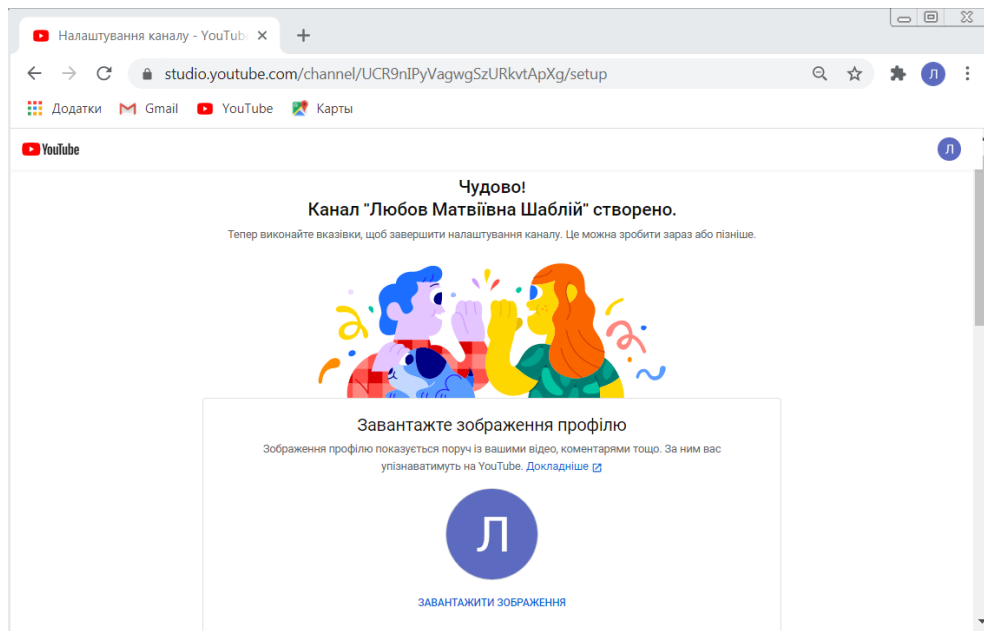 Налаштування каналу - YouTub
studio.youtube.com/channel/UCR9nIPyVagwgSzURkvtApXg/setup
Л
Додатки Gmail YouTube Карты
YouTube
Л
Чудово!
Канал "Любов Матвіївна Шаблій" створено.
Тепер виконайте вказівки, щоб завершити налаштування каналу. Це можна зробити зараз або пізніше.
Завантажте зображення профілю
Зображення профілю показується поруч із вашими відео, коментарями тощо. За ним вас
упізнаватимуть на YouTube. Докладніше
Л
ЗАВАНТАЖИТИ ЗОБРАЖЕННЯ